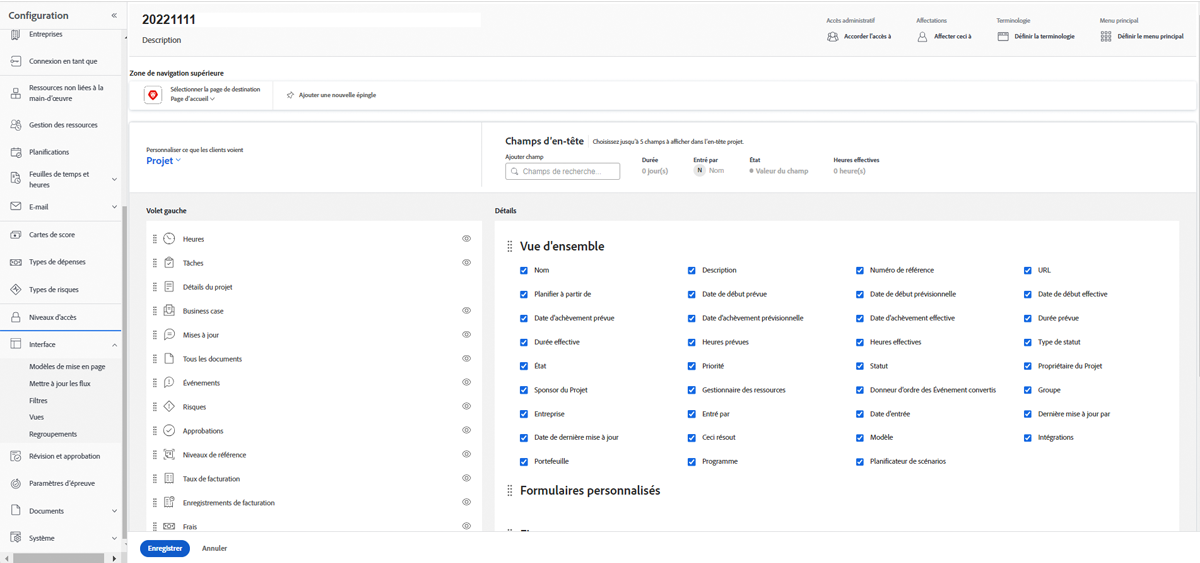 Configuration
«
Entreprises
Connexion en tant que
Ressources non liées à la
main-d'œuvre
Gestion des ressources
Planifications
Feuilles de temps et
heures
E-mail
Cartes de score
Types de dépenses
Types de risques
Niveaux d'accès
Interface
Modèles de mise en page
Mettre à jour les flux
Filtres
Vues
Regroupements
Révision et approbation
Paramètres d'épreuve
Documents
Système
20221111
Description
Accès administratif
Accorder l'accès à
Affectations
Affecter ceci à
Terminologie
Définir la terminologie
Menu principal
Définir le menu principal
Zone de navigation supérieure
Sélectionner la page de destination
Page d'accueil
Ajouter une nouvelle épingle
Personnaliser ce que les clients voient
Projet
Champs d'en-tête
Choisissez jusqu'à 5 champs à afficher dans l'en-tête projet.
Ajouter champ
Champs de recherche...
Durée
0 jour(s)
Entré par
N Nom
État
Valeur du champ
Heures effectives
0 heure(s)
Volet gauche
Heures
Tâches
Détails du projet
Business case
Mises à jour
Tous les documents
Événements
Risques
Approbations
Niveaux de référence
Taux de facturation
Enregistrements de facturation
Frais
Détails
Vue d'ensemble
Nom Description Numéro de référence URL
Planifier à partir de Date de début prévue Date de début prévisionnelle Date de début effective
Date d'achèvement prévue Date d'achèvement prévisionnelle Date d'achèvement effective Durée prévue
Durée effective Heures prévues Heures effectives Type de statut
État Priorité Statut Propriétaire du Projet
Sponsor du Projet Gestionnaire des ressources Donneur d'ordre des Événement convertis Groupe
Entreprise Entré par Date d'entrée Dernière mise à jour par
Date de dernière mise à jour Ceci résout Modèle Intégrations
Portefeuille Programme Planificateur de scénarios
Formulaires personnalisés
Enregistrer
Annuler